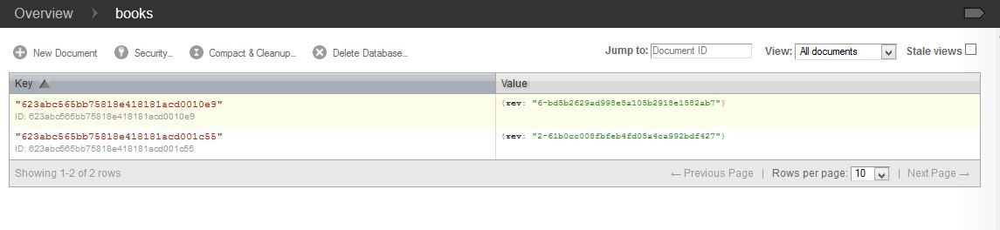 Overview books
New Document Security... Compact & Cleanup... Delete Database... Jump to: Document ID View: All documents Stale views
Key Value
"623abc565bb75818e418181acd0010e9" {rev: "6-bd5b2629ad998e5a105b2918e1582ab7"}
ID: 623abc565bb75818e418181acd0010e9
"623abc565bb75818e418181acd001c55" {rev: "2-61b0cc008fbfeb4fd05a4ca992bdf427"}
ID: 623abc565bb75818e418181acd001c55
Showing 1-2 of 2 rows ← Previous Page | Rows per page: 10 | Next Page →